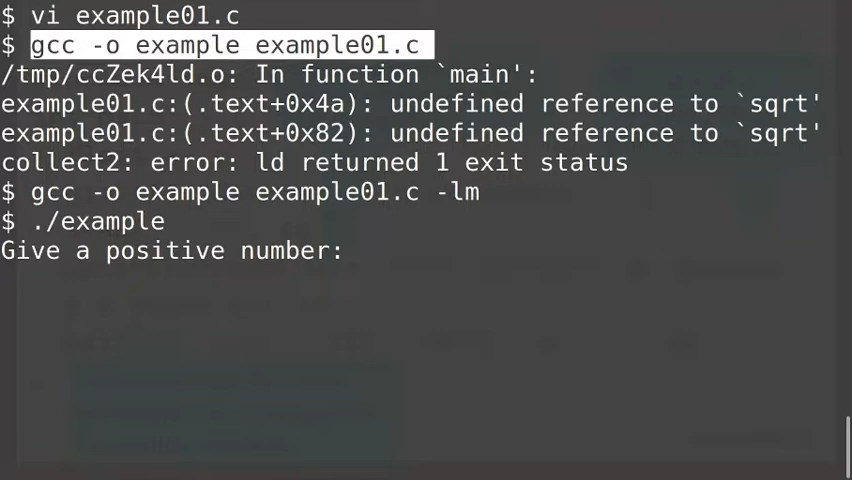 $ vi example01.c
$ gcc -o example example01.c
/tmp/ccZek4ld.o: In function `main':
example01.c:(.text+0x4a): undefined reference to `sqrt'
example01.c:(.text+0x82): undefined reference to `sqrt'
collect2: error: ld returned 1 exit status
$ gcc -o example example01.c -lm
$ ./example
Give a positive number: